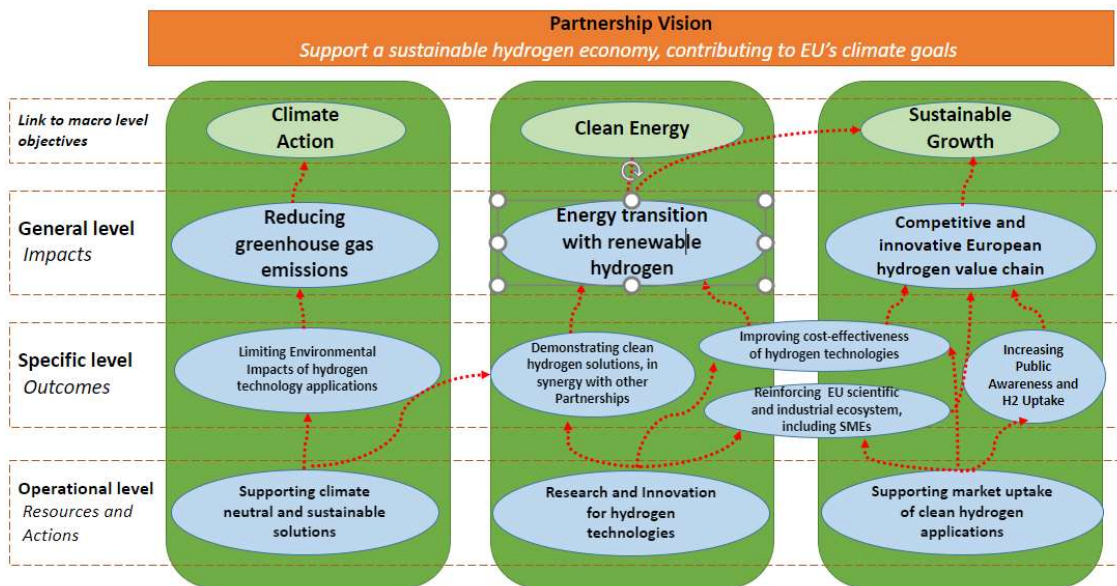 Partnership Vision
Support a sustainable hydrogen economy, contributing to EU's climate goals
Link to macro level
objectives
Climate
Action
Clean Energy
Sustainable
Growth
General level
Impacts
Reducing
greenhouse gas
emissions
Energy transition
with renewable
hydrogen
Competitive and
innovative European
hydrogen value chain
Specific level
Outcomes
Limiting Environmental
Impacts of hydrogen
technology applications
Demonstrating clean
hydrogen solutions, in
synergy with other
Partnerships
Improving cost-effectiveness
of hydrogen technologies
Reinforcing EU scientific
and industrial ecosystem,
including SMEs
Increasing
Public
Awareness and
H2 Uptake
Operational level
Resources and
Actions
Supporting climate
neutral and sustainable
solutions
Research and Innovation
for hydrogen
technologies
Supporting market uptake
of clean hydrogen
applications